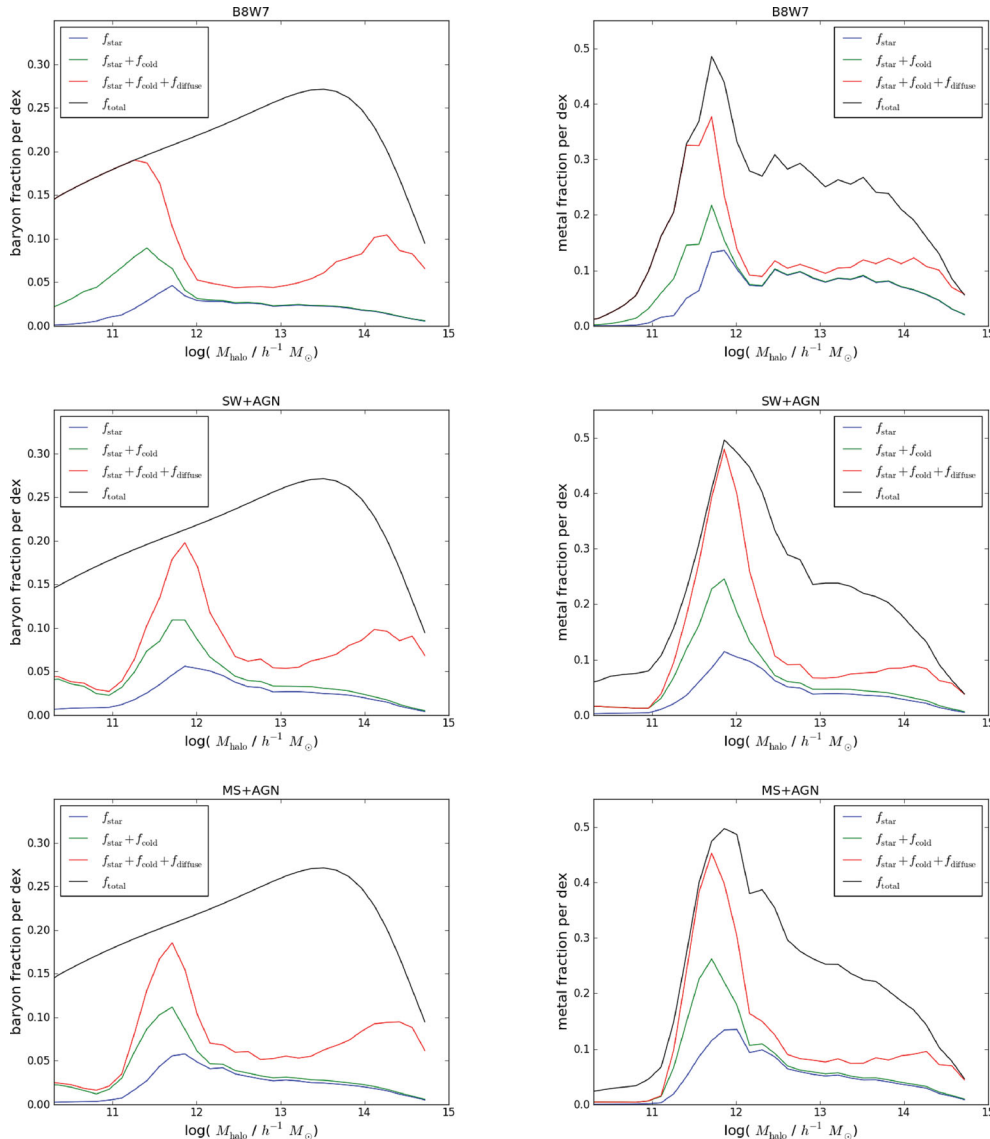 B8W7
baryon fraction per dex
0.30
0.25
0.20
0.15
0.10
0.05
0.00
f_star
f_star + f_cold
f_star + f_cold + f_diffuse
f_total
11 12 13 14 15
log( M_halo / h⁻¹ M_⊙)
B8W7
metal fraction per dex
0.5
0.4
0.3
0.2
0.1
0.0
f_star
f_star + f_cold
f_star + f_cold + f_diffuse
f_total
11 12 13 14 15
log( M_halo / h⁻¹ M_⊙)
SW+AGN
baryon fraction per dex
0.30
0.25
0.20
0.15
0.10
0.05
0.00
f_star
f_star + f_cold
f_star + f_cold + f_diffuse
f_total
11 12 13 14 15
log( M_halo / h⁻¹ M_⊙)
SW+AGN
metal fraction per dex
0.5
0.4
0.3
0.2
0.1
0.0
f_star
f_star + f_cold
f_star + f_cold + f_diffuse
f_total
11 12 13 14 15
log( M_halo / h⁻¹ M_⊙)
MS+AGN
baryon fraction per dex
0.30
0.25
0.20
0.15
0.10
0.05
0.00
f_star
f_star + f_cold
f_star + f_cold + f_diffuse
f_total
11 12 13 14 15
log( M_halo / h⁻¹ M_⊙)
MS+AGN
metal fraction per dex
0.5
0.4
0.3
0.2
0.1
0.0
f_star
f_star + f_cold
f_star + f_cold + f_diffuse
f_total
11 12 13 14 15
log( M_halo / h⁻¹ M_⊙)